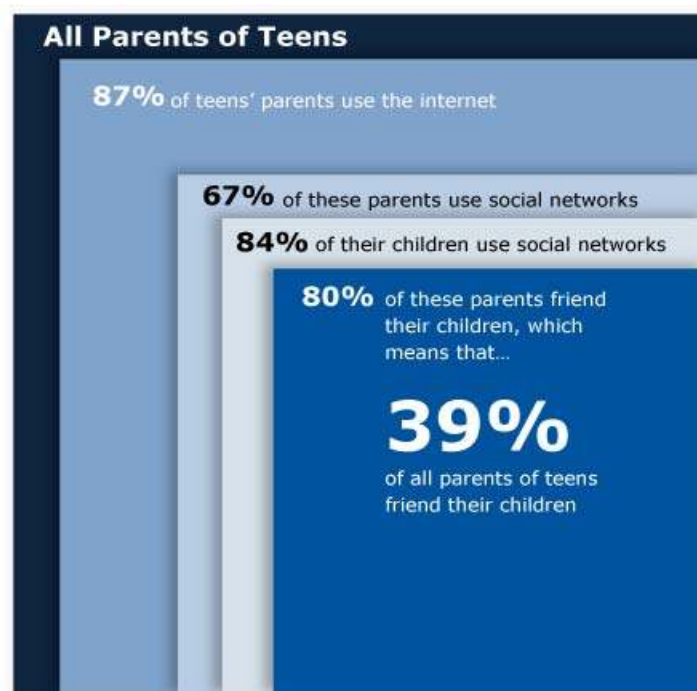 All Parents of Teens
87% of teens’ parents use the internet
67% of these parents use social networks
84% of their children use social networks
80% of these parents friend
their children, which
means that…
39%
of all parents of teens
friend their children